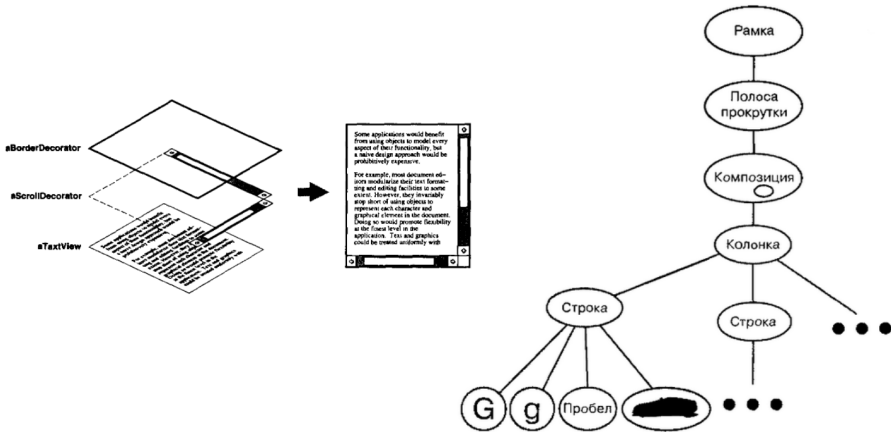 aBorderDecorator
aScrollDecorator
aTextView
Some applications would benefit
from using objects to model every
aspect of their functionality, but
a naive design approach would be
prohibitively expensive.
For example, most document ed-
itors modularize their text format-
ting and editing facilities to some
extent. However, they invariably
stop short of using objects to
represent each character and
graphical element in the document.
Doing so would promote flexibility
at the finest level in the
application. Text and graphics
could be treated uniformly with
Рамка
Полоса
прокрутки
Композиция
Колонка
Строка
Строка
G
g
Пробел